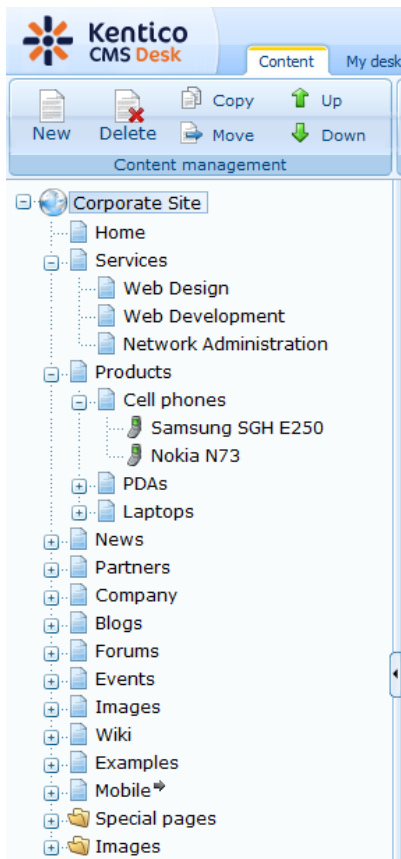 Kentico
CMS Desk
Content My desk
Copy Up
New Delete Move Down
Content management
Corporate Site
Home
Services
Web Design
Web Development
Network Administration
Products
Cell phones
Samsung SGH E250
Nokia N73
PDAs
Laptops
News
Partners
Company
Blogs
Forums
Events
Images
Wiki
Examples
Mobile
Special pages
Images